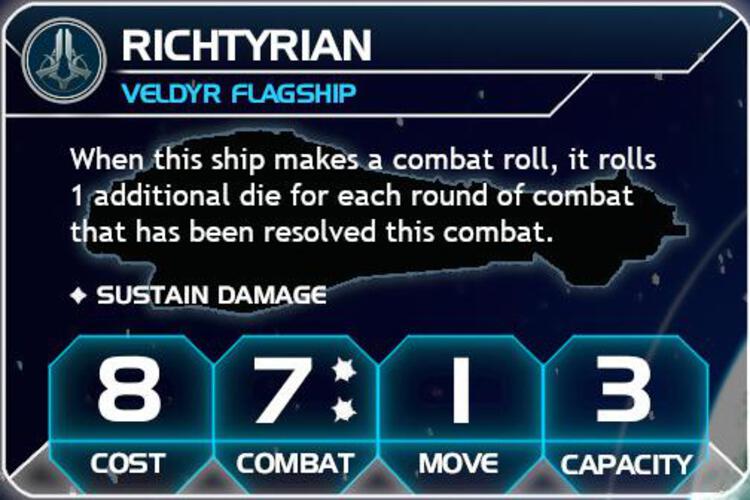 RICHTYRIAN
VELDYR FLAGSHIP
When this ship makes a combat roll, it rolls
1 additional die for each round of combat
that has been resolved this combat.
SUSTAIN DAMAGE
8 7 1 3
COST COMBAT MOVE CAPACITY